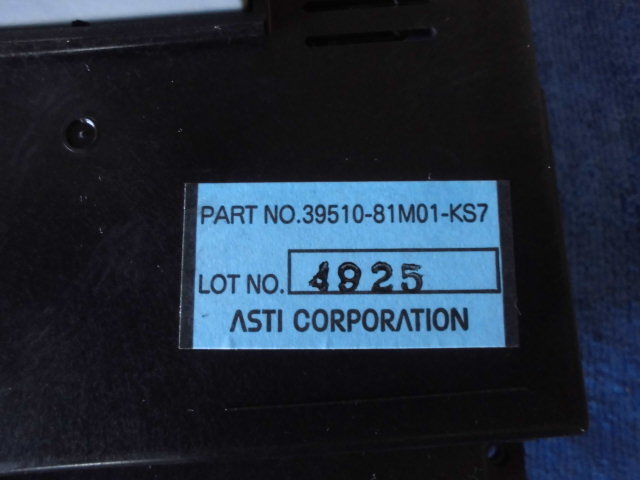 PART NO.39510-81M01-KS7
LOT NO. 4925
ASTI CORPORATION